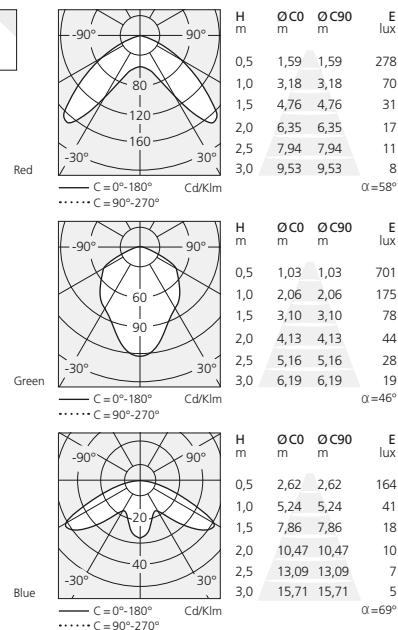 H ØC0 ØC90 E
m m m lux
-90° 90°
0,5 1,59 1,59 278
80
1,0 3,18 3,18 70
120
1,5 4,76 4,76 31
160
2,0 6,35 6,35 17
-30° 30°
2,5 7,94 7,94 11
Red
3,0 9,53 9,53 8
C = 0°-180° Cd/Klm α=58°
C = 90°-270°
H ØC0 ØC90 E
m m m lux
-90° 90°
0,5 1,03 1,03 701
60
1,0 2,06 2,06 175
90
1,5 3,10 3,10 78
2,0 4,13 4,13 44
-30° 30°
2,5 5,16 5,16 28
Green
3,0 6,19 6,19 19
C = 0°-180° Cd/Klm α=46°
C = 90°-270°
H ØC0 ØC90 E
m m m lux
-90° 90°
0,5 2,62 2,62 164
1,0 5,24 5,24 41
20
1,5 7,86 7,86 18
2,0 10,47 10,47 10
40
2,5 13,09 13,09 7
-30° 30°
Blue
3,0 15,71 15,71 5
C = 0°-180° Cd/Klm α=69°
C = 90°-270°